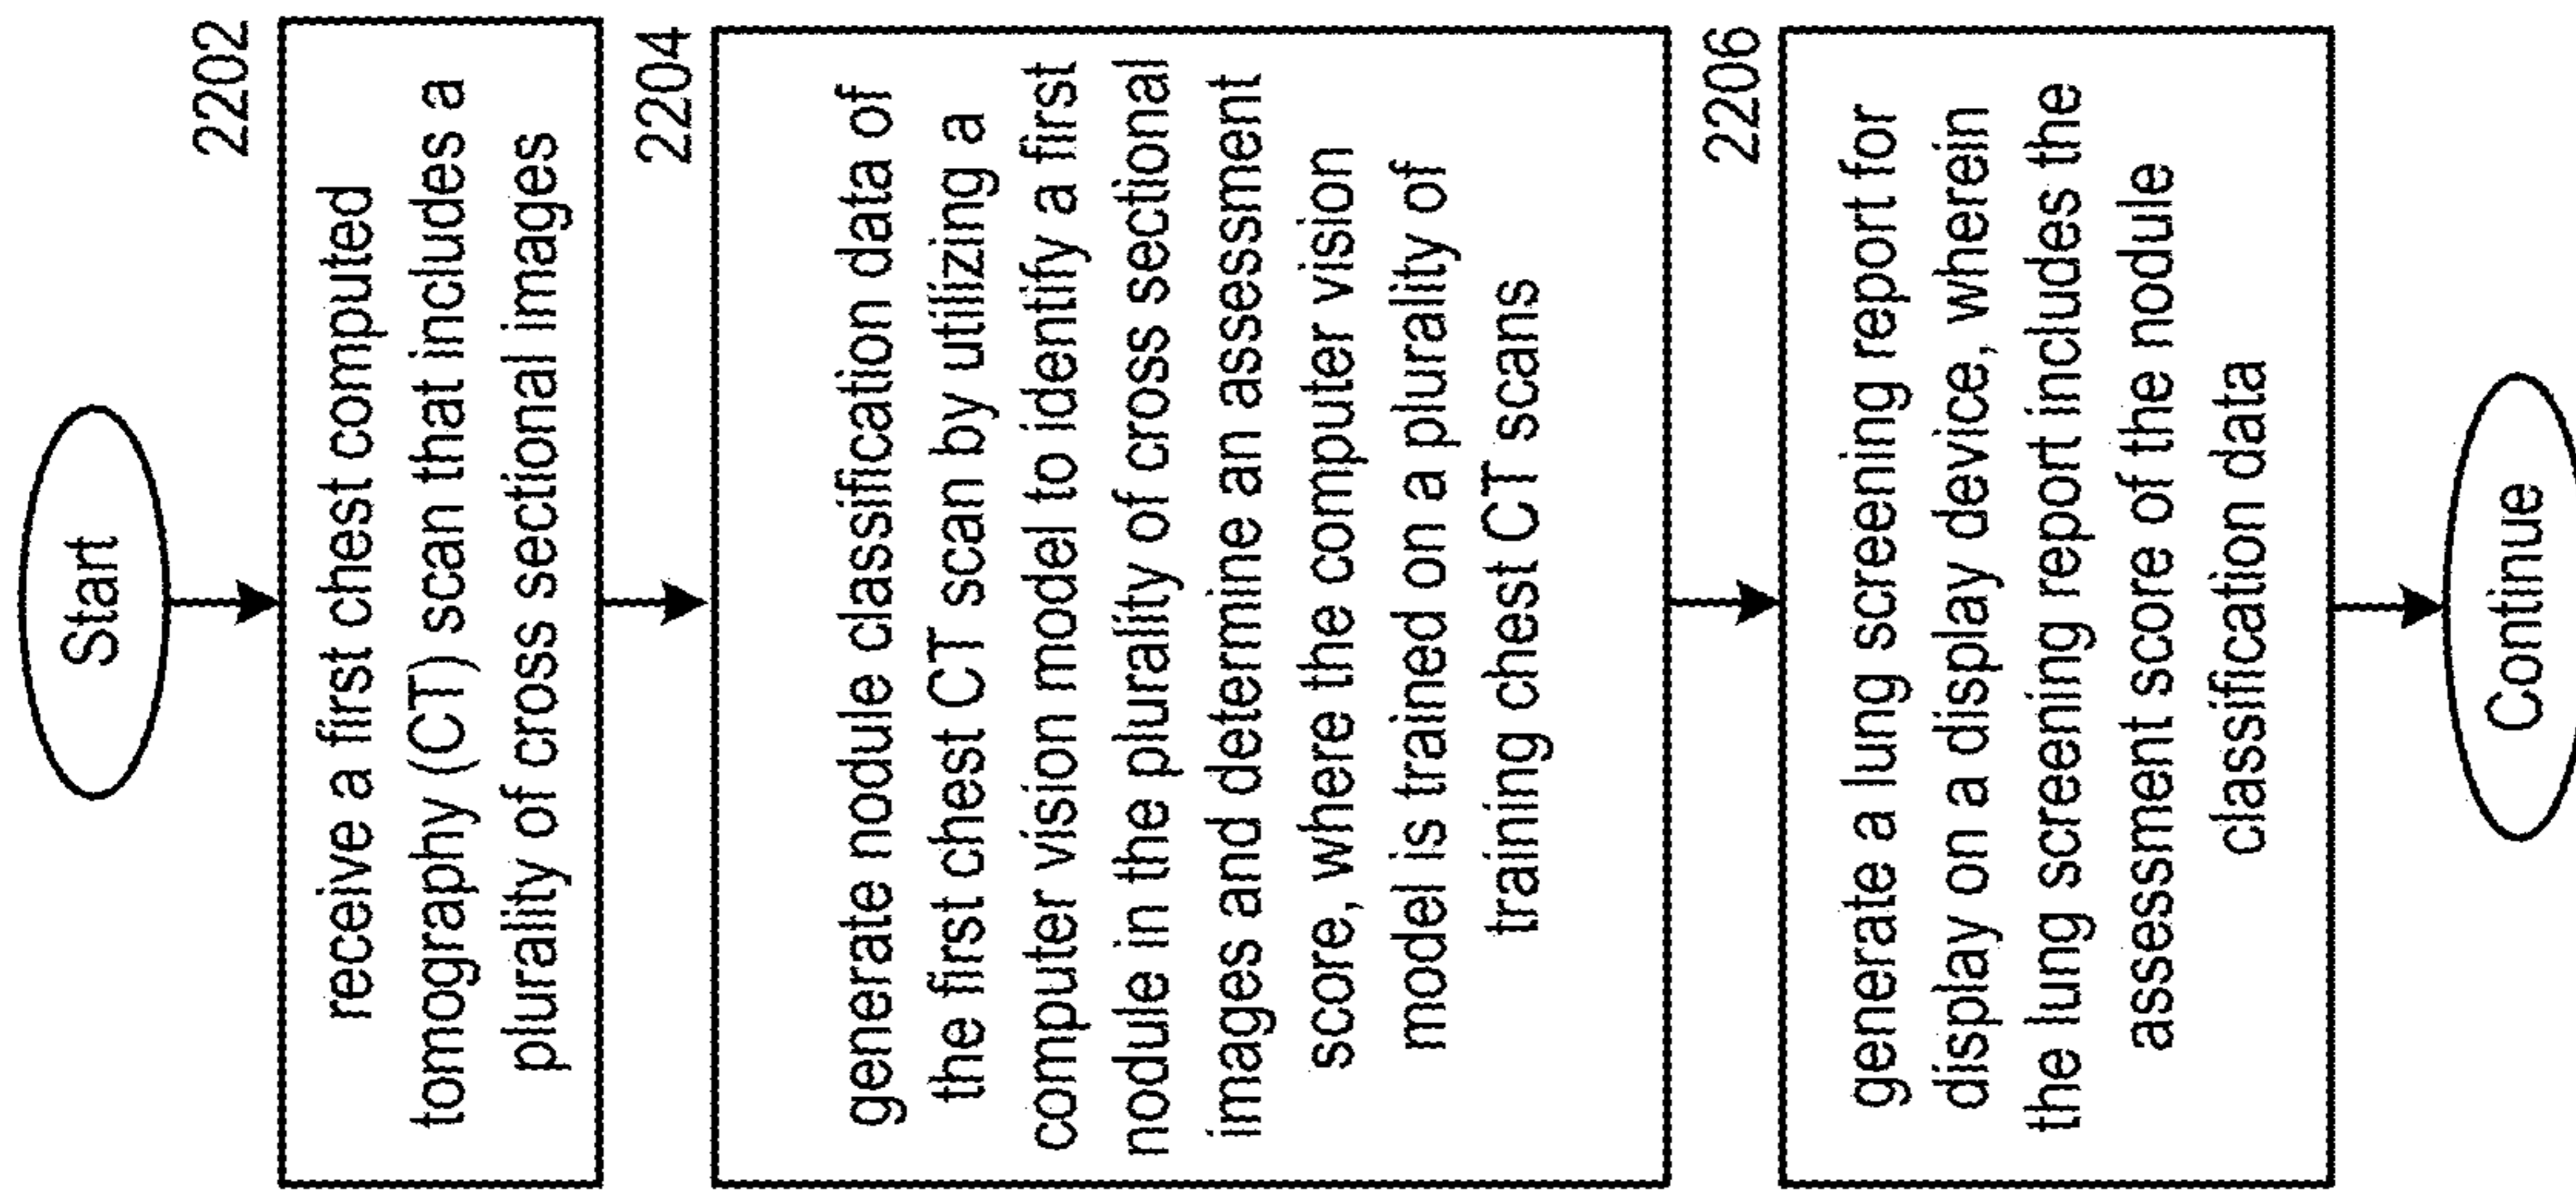 Start
2202
receive a first chest computed
tomography (CT) scan that includes a
plurality of cross sectional images
2204
generate nodule classification data of
the first chest CT scan by utilizing a
computer vision model to identify a first
nodule in the plurality of cross sectional
images and determine an assessment
score, where the computer vision
model is trained on a plurality of
training chest CT scans
2206
generate a lung screening report for
display on a display device, wherein
the lung screening report includes the
assessment score of the nodule
classification data
Continue